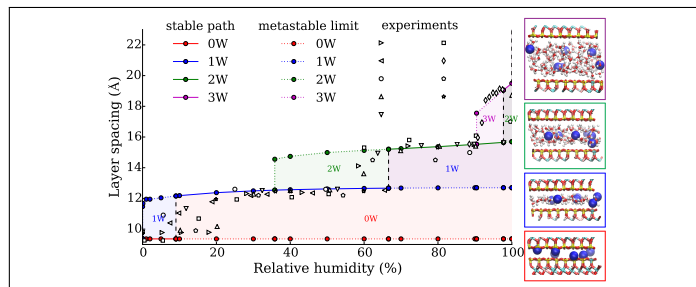 stable path metastable limit experiments
0W 0W
1W 1W
2W 2W
3W 3W
Layer spacing (Å)
22
20
18
16
14
12
10
3W
2W
2W
1W
1W
0W
0 20 40 60 80 100
Relative humidity (%)